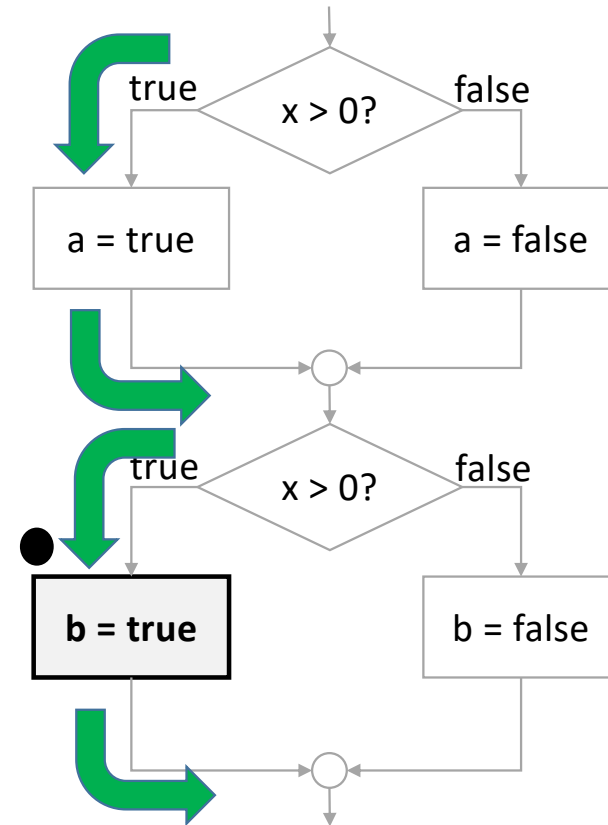 true
x > 0?
false
a = true
a = false
true
x > 0?
false
b = true
b = false